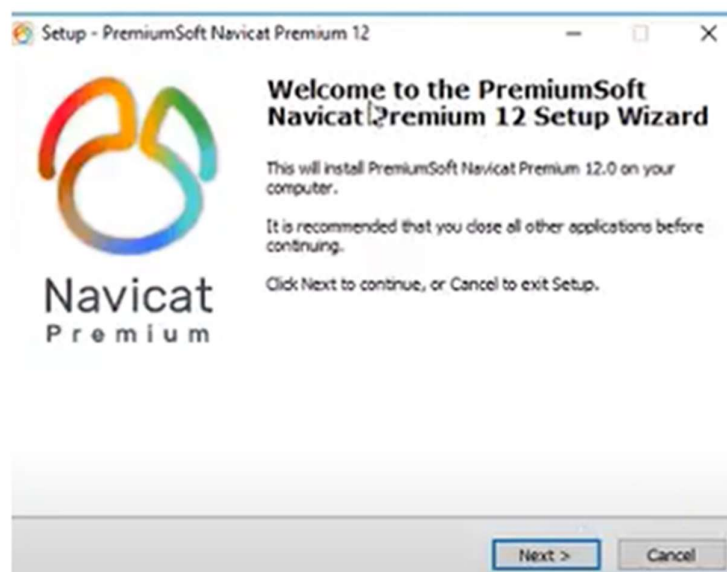 Setup - PremiumSoft Navicat Premium 12
Welcome to the PremiumSoft
Navicat Premium 12 Setup Wizard
This will install PremiumSoft Navicat Premium 12.0 on your
computer.
It is recommended that you close all other applications before
continuing.
Click Next to continue, or Cancel to exit Setup.
Navicat
Premium
Next >
Cancel